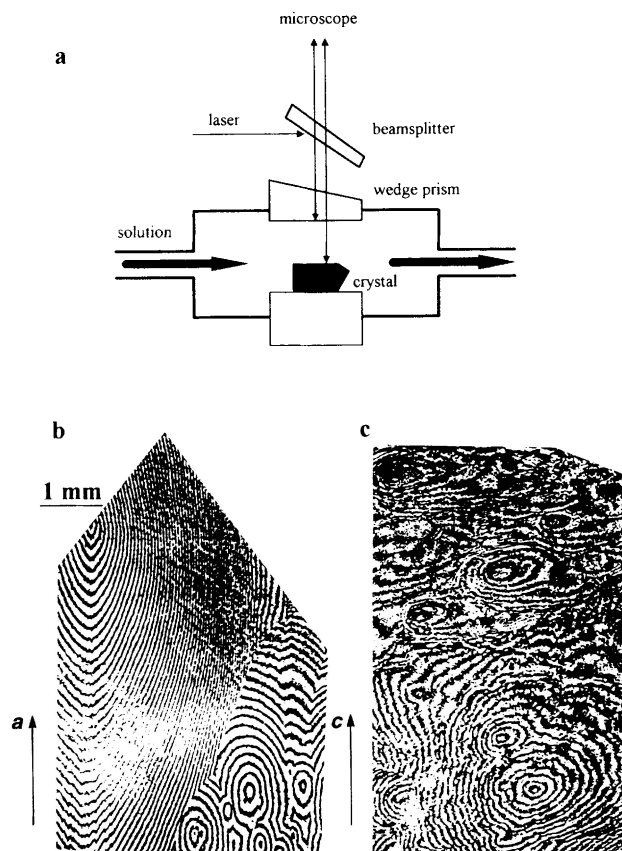 microscope
a
laser
beamsplitter
wedge prism
solution
crystal
b
c
1 mm
a
c